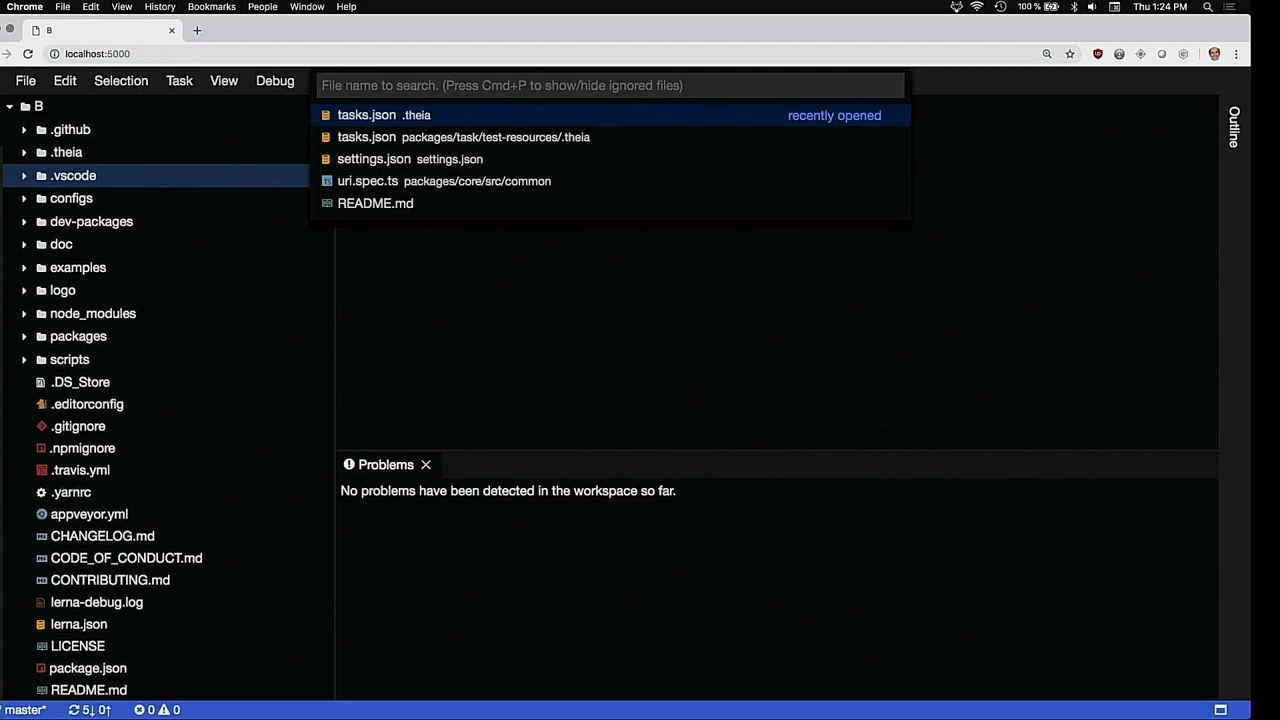 Chrome File Edit View History Bookmarks People Window Help 100 % Thu 1:24 PM
B
localhost:5000
File Edit Selection Task View Debug
File name to search. (Press Cmd+P to show/hide ignored files)
tasks.json .theia recently opened
tasks.json packages/task/test-resources/.theia
settings.json settings.json
uri.spec.ts packages/core/src/common
README.md
Outline
B
.github
.theia
.vscode
configs
dev-packages
doc
examples
logo
node_modules
packages
scripts
.DS_Store
.editorconfig
.gitignore
.npmignore
.travis.yml
.yarnrc
appveyor.yml
CHANGELOG.md
CODE_OF_CONDUCT.md
CONTRIBUTING.md
lerna-debug.log
lerna.json
LICENSE
package.json
README.md
Problems
No problems have been detected in the workspace so far.
master* 5↓ 0↑ 0 0